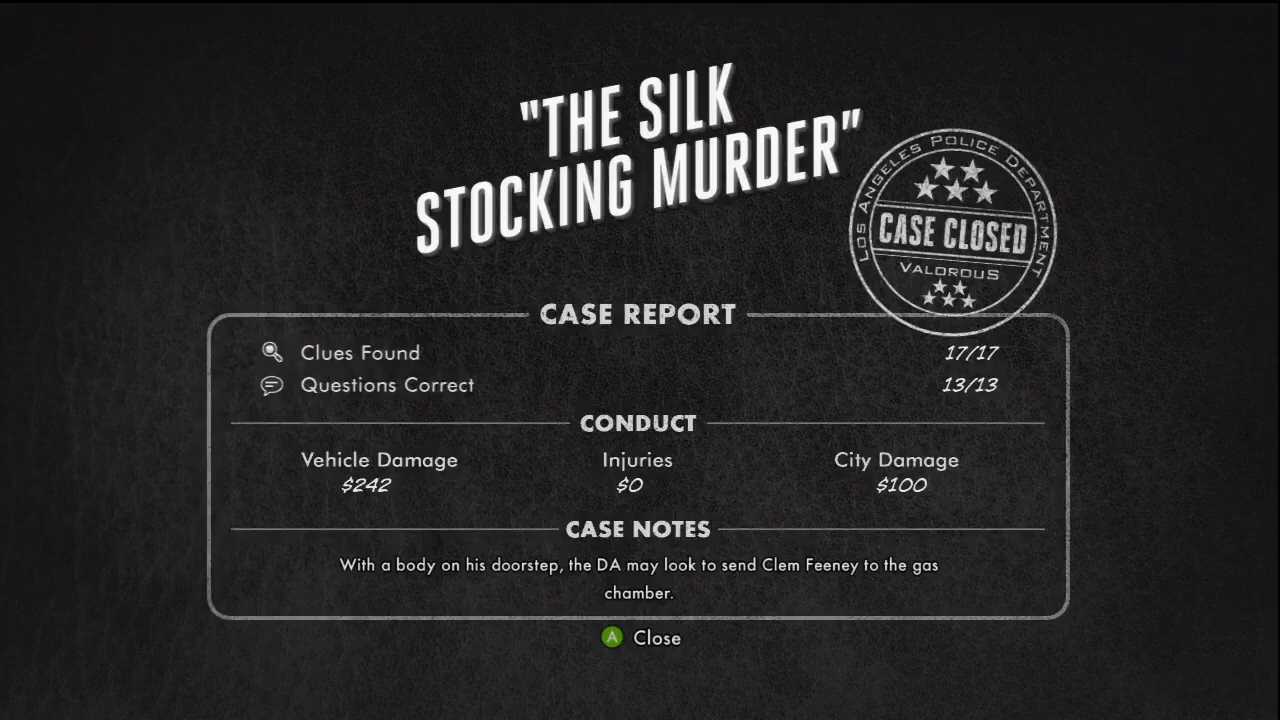 "THE SILK
STOCKING MURDER"
LOS ANGELES POLICE DEPARTMENT
CASE CLOSED
VALOROUS
CASE REPORT
Clues Found 17/17
Questions Correct 13/13
CONDUCT
Vehicle Damage Injuries City Damage
$242 $0 $100
CASE NOTES
With a body on his doorstep, the DA may look to send Clem Feeney to the gas
chamber.
A Close